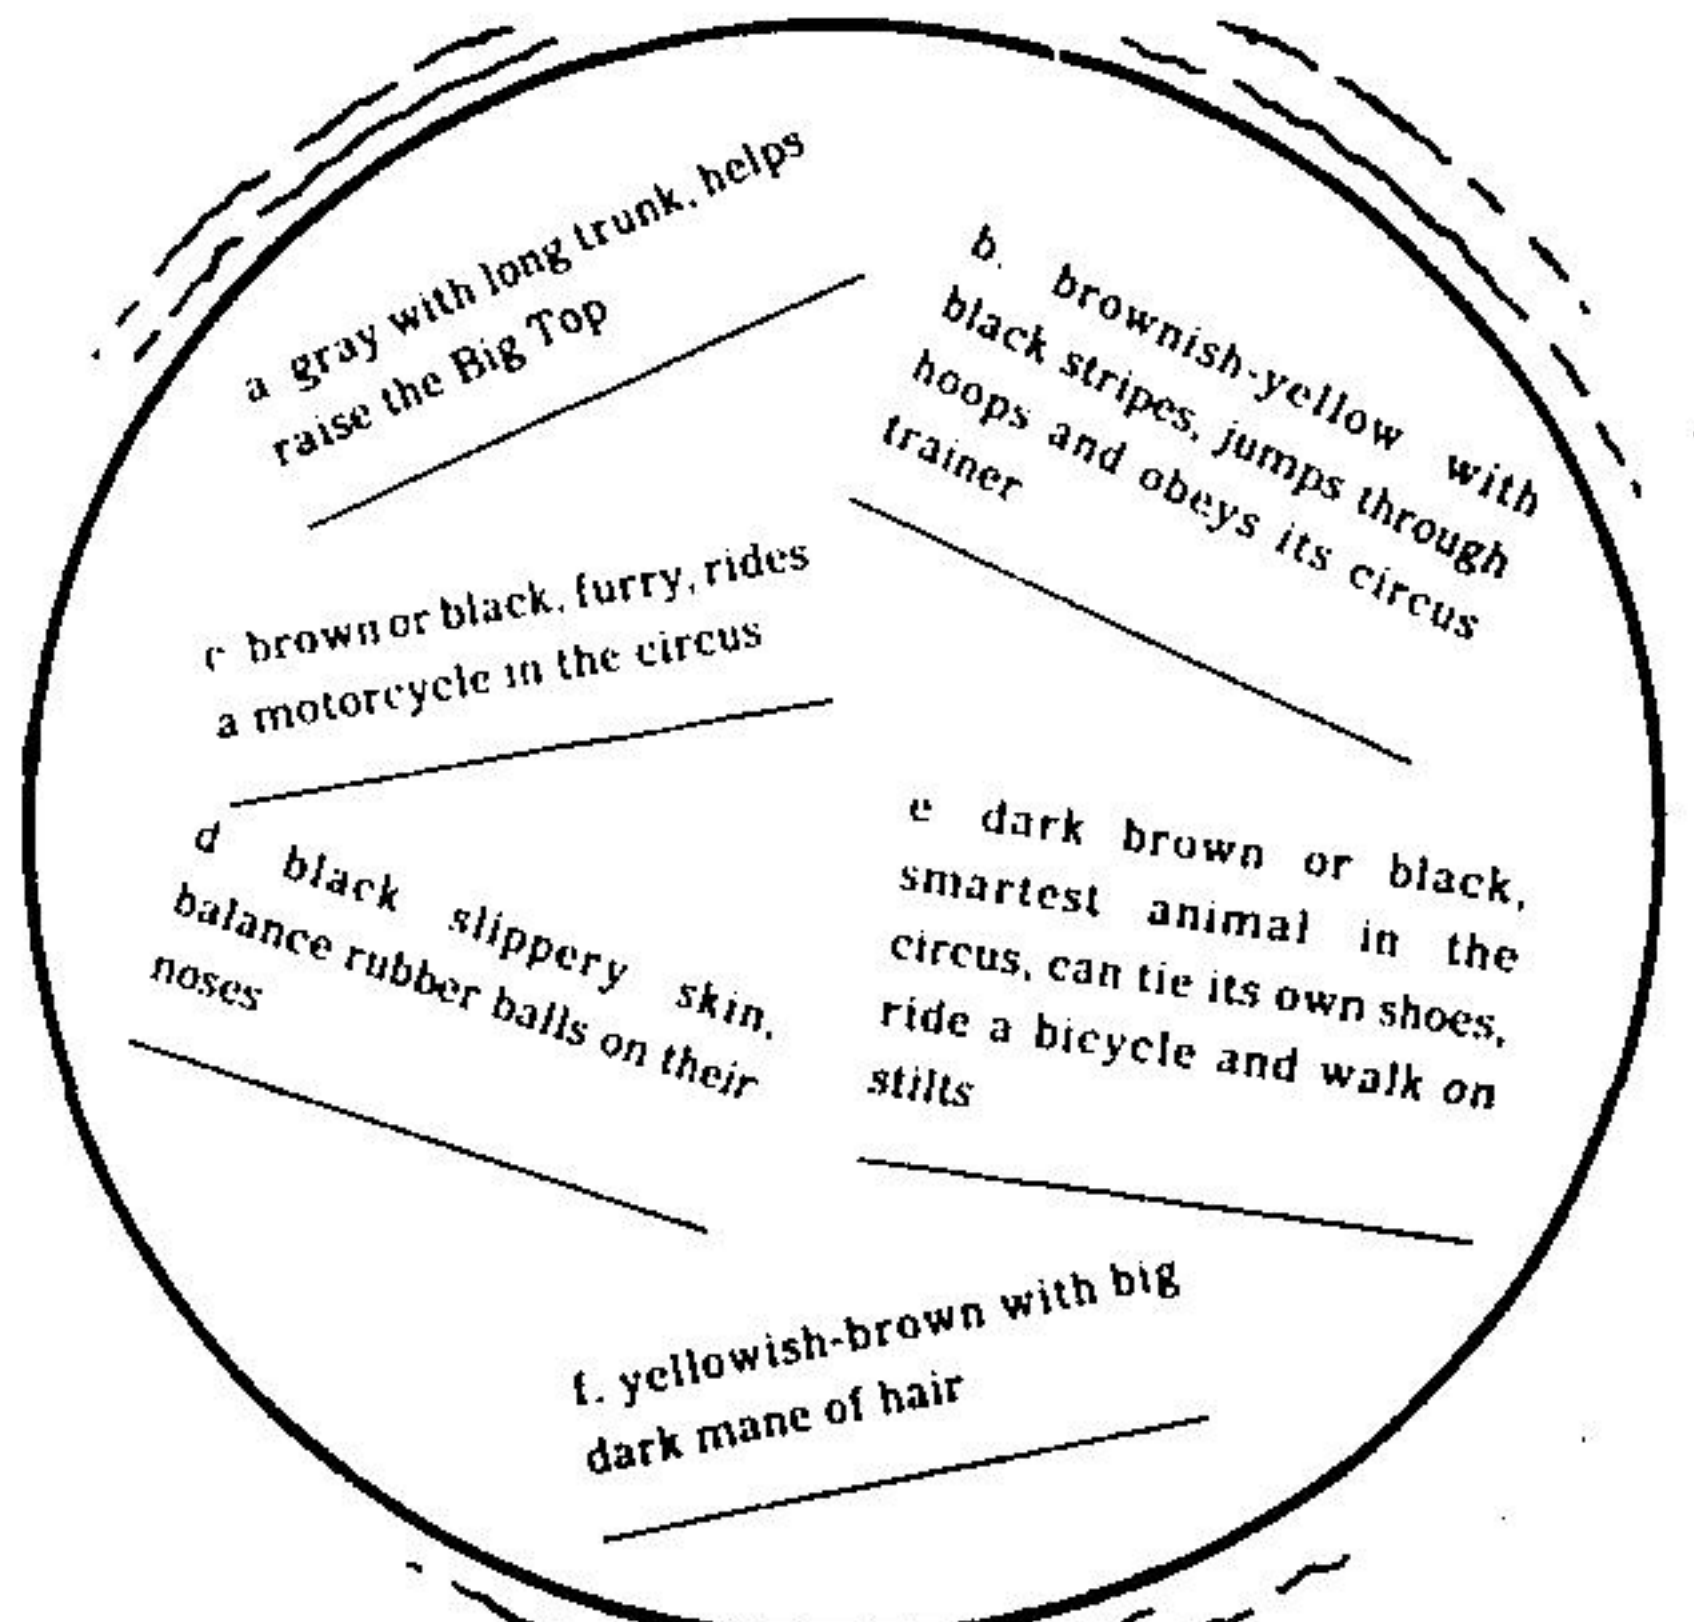 a gray with long trunk, helps
raise the Big Top
b. brownish-yellow with
black stripes, jumps through
hoops and obeys its circus
trainer
c brown or black, furry, rides
a motorcycle in the circus
d black slippery skin,
balance rubber balls on their
noses
e dark brown or black,
smartest animal in the
circus, can tie its own shoes,
ride a bicycle and walk on
stilts
f. yellowish-brown with big
dark mane of hair